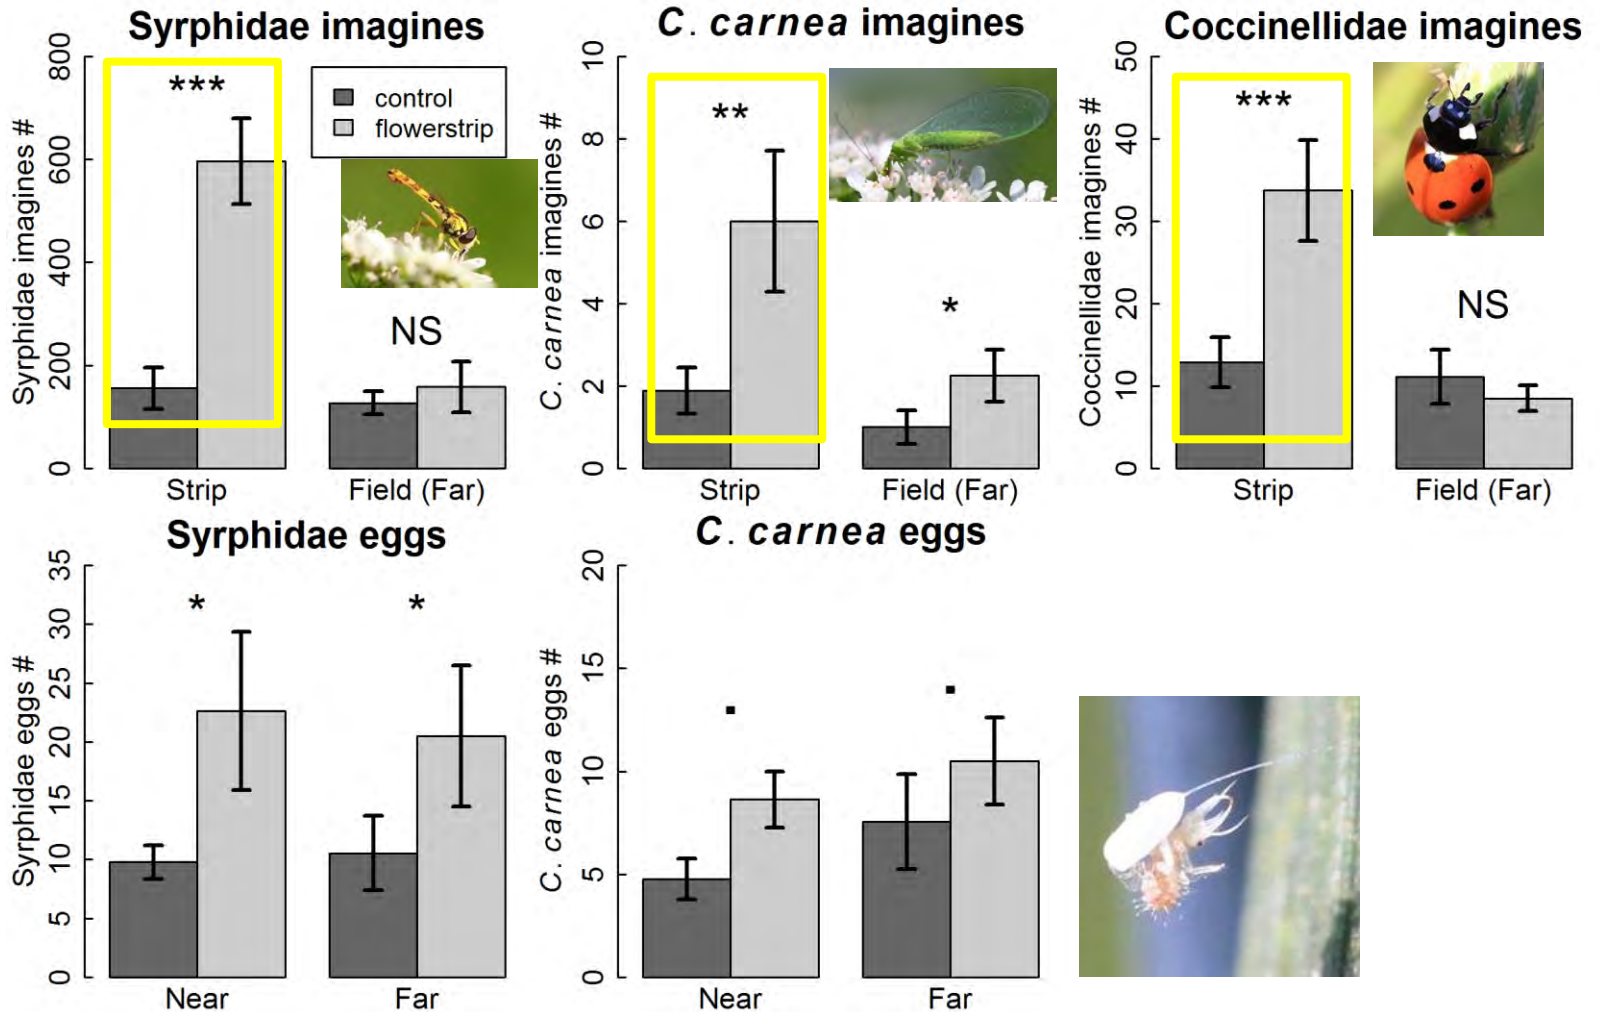 Syrphidae imagines
Syrphidae imagines #
0
200
400
600
800
***
control
flowerstrip
NS
Strip
Field (Far)
C. carnea imagines
C. carnea imagines #
0
2
4
6
8
10
**
*
Strip
Field (Far)
Coccinellidae imagines
Coccinellidae imagines #
0
10
20
30
40
50
***
NS
Strip
Field (Far)
Syrphidae eggs
Syrphidae eggs #
0
5
10
15
20
25
30
35
*
*
Near
Far
C. carnea eggs
C. carnea eggs #
0
5
10
15
20
.
.
Near
Far